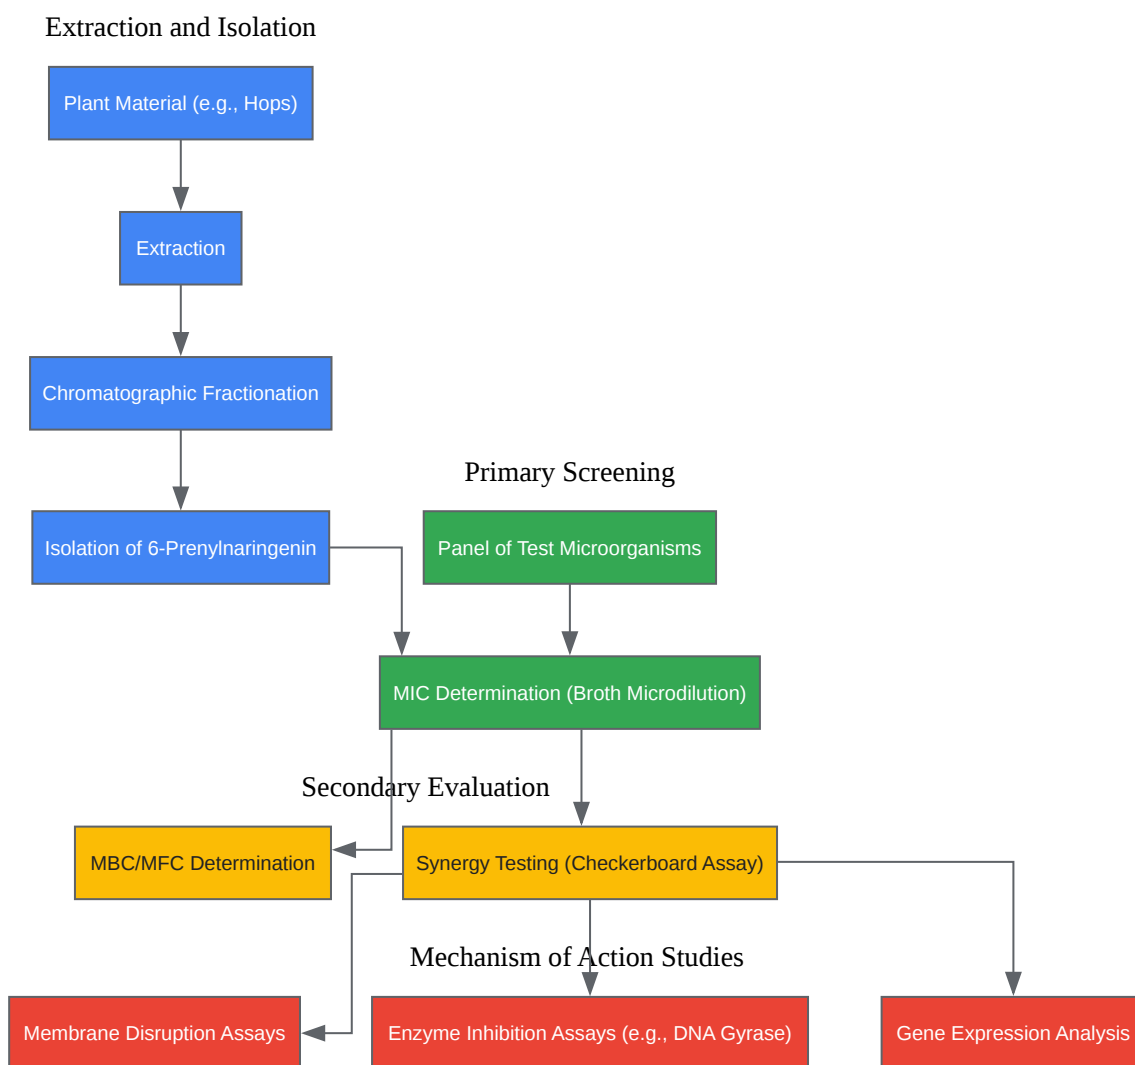 Extraction and Isolation
Plant Material (e.g., Hops)
Extraction
Chromatographic Fractionation
Primary Screening
Isolation of 6-Prenylnaringenin
Panel of Test Microorganisms
MIC Determination (Broth Microdilution)
Secondary Evaluation
MBC/MFC Determination
Synergy Testing (Checkerboard Assay)
Mechanism of Action Studies
Membrane Disruption Assays
Enzyme Inhibition Assays (e.g., DNA Gyrase)
Gene Expression Analysis